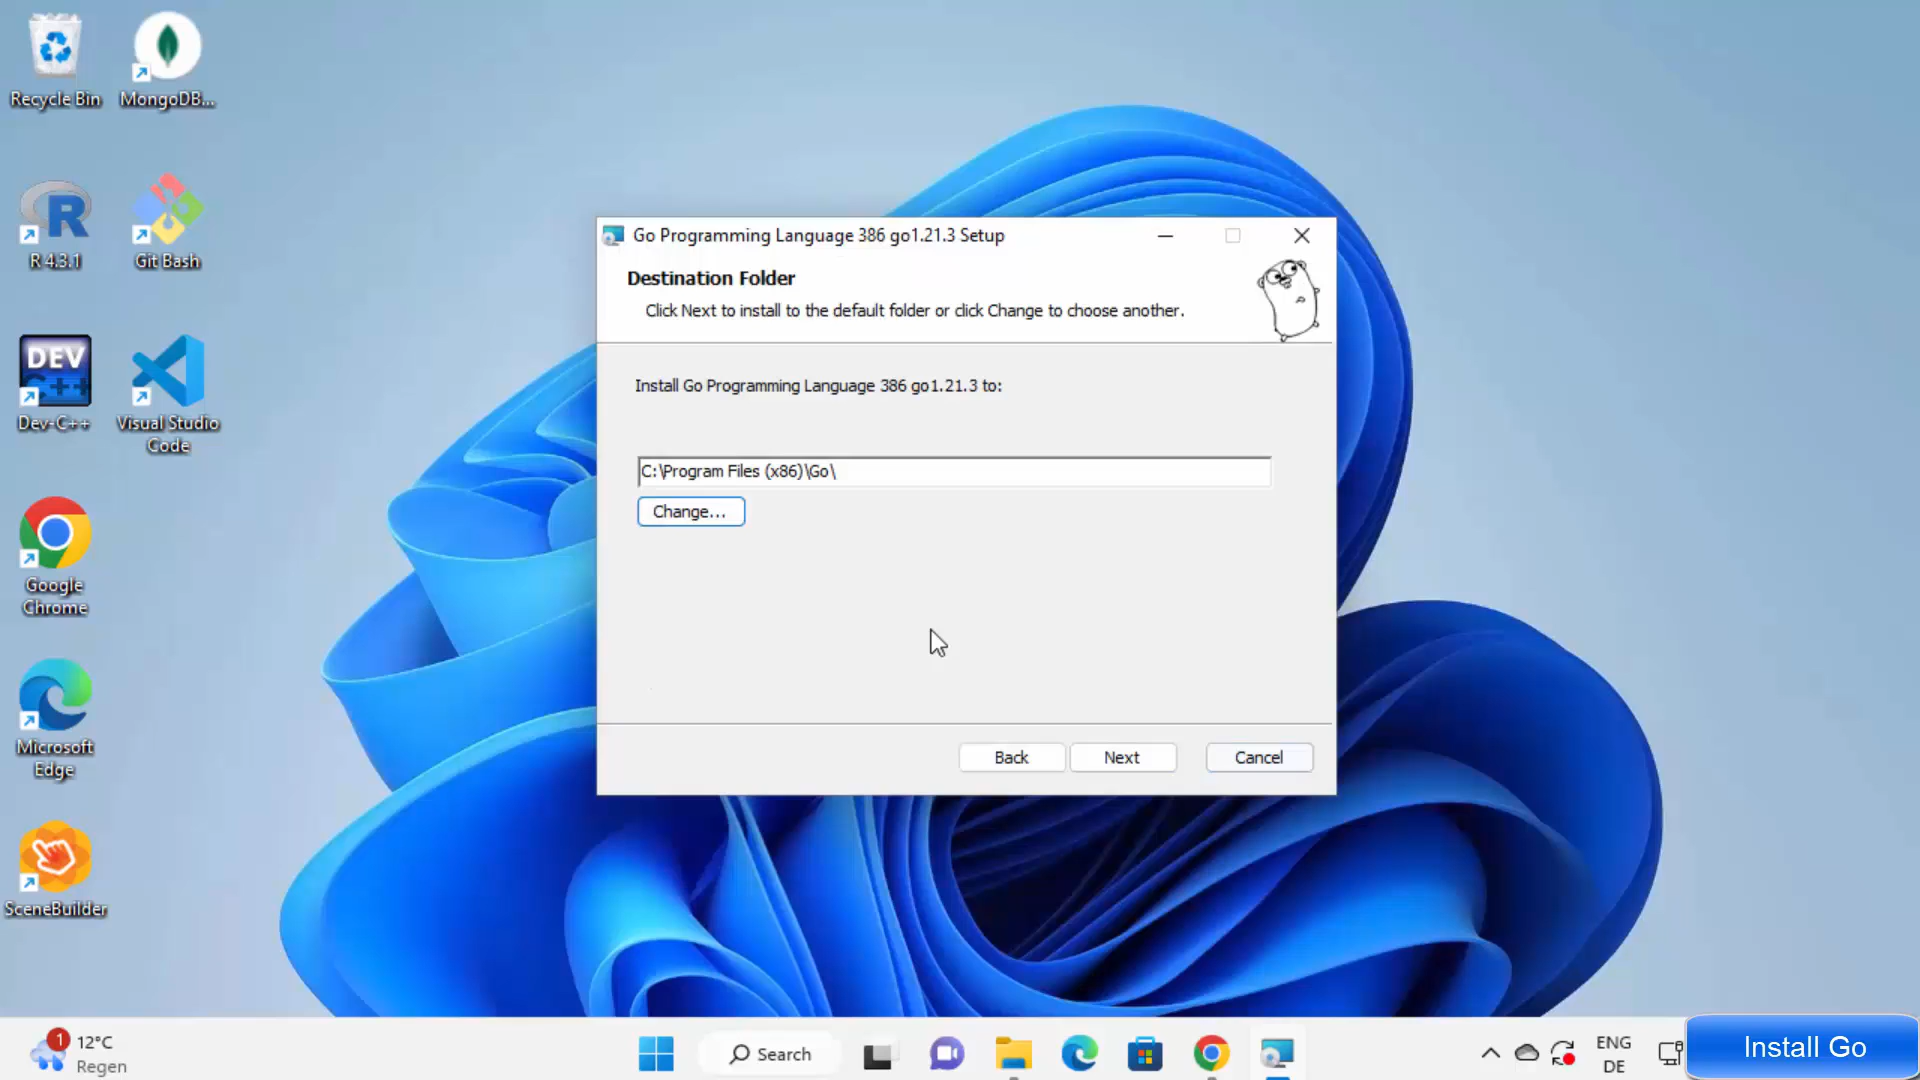 Recycle Bin
MongoDB...
R 4.3.1
Git Bash
DEV
C++
Dev-C++
Visual Studio
Code
Google
Chrome
Microsoft
Edge
SceneBuilder
Go Programming Language 386 go1.21.3 Setup
Destination Folder
Click Next to install to the default folder or click Change to choose another.
Install Go Programming Language 386 go1.21.3 to:
C:\Program Files (x86)\Go\
Change...
Back
Next
Cancel
1
12°C
Regen
Search
ENG
DE
Install Go